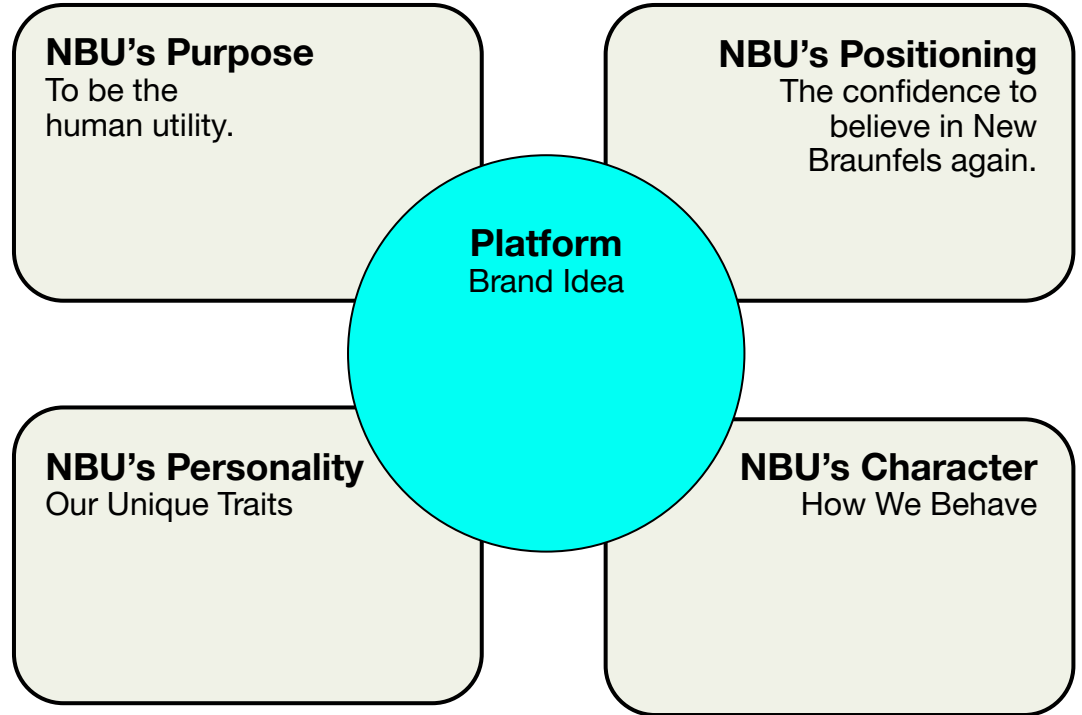 NBU’s Purpose
To be the
human utility.
NBU’s Positioning
The confidence to
believe in New
Braunfels again.
Platform
Brand Idea
NBU’s Personality
Our Unique Traits
NBU’s Character
How We Behave